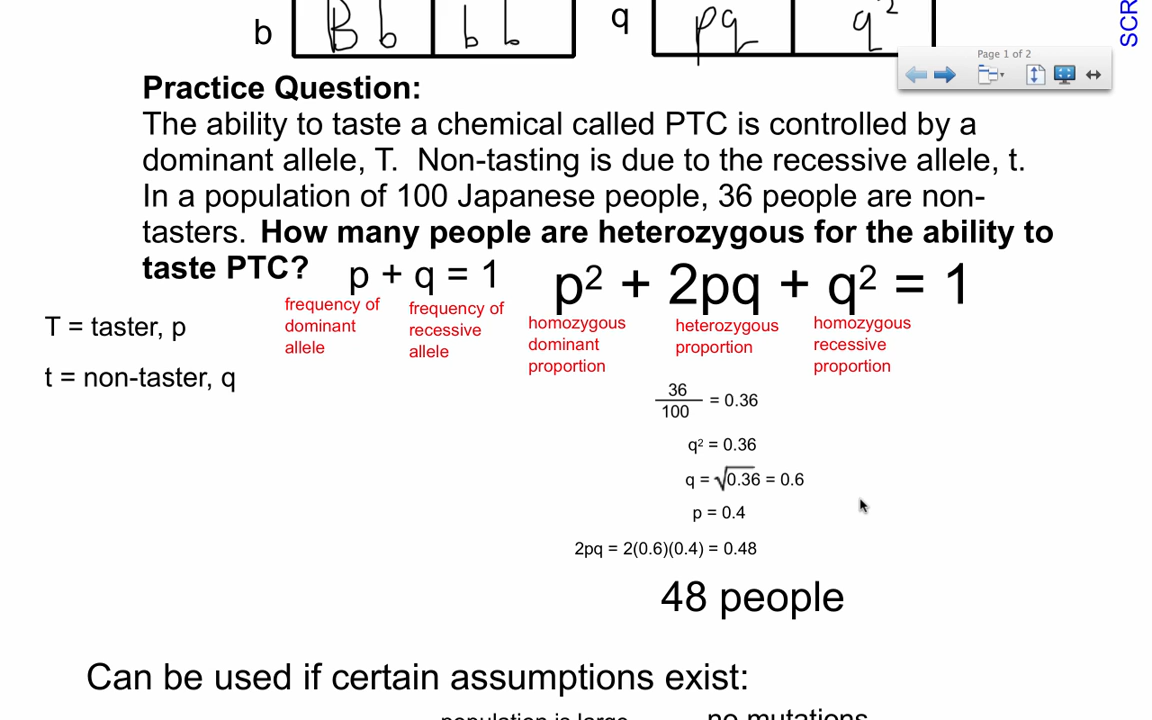 b Bb bb q pq q²
SCR
Page 1 of 2
Practice Question:
The ability to taste a chemical called PTC is controlled by a
dominant allele, T. Non-tasting is due to the recessive allele, t.
In a population of 100 Japanese people, 36 people are non-
tasters. How many people are heterozygous for the ability to
taste PTC? p + q = 1 p² + 2pq + q² = 1
frequency of
dominant
allele
frequency of
recessive
allele
homozygous
dominant
proportion
heterozygous
proportion
homozygous
recessive
proportion
T = taster, p
t = non-taster, q
36
100 = 0.36
q² = 0.36
q = √0.36 = 0.6
p = 0.4
2pq = 2(0.6)(0.4) = 0.48
48 people
Can be used if certain assumptions exist:
population is large no mutations